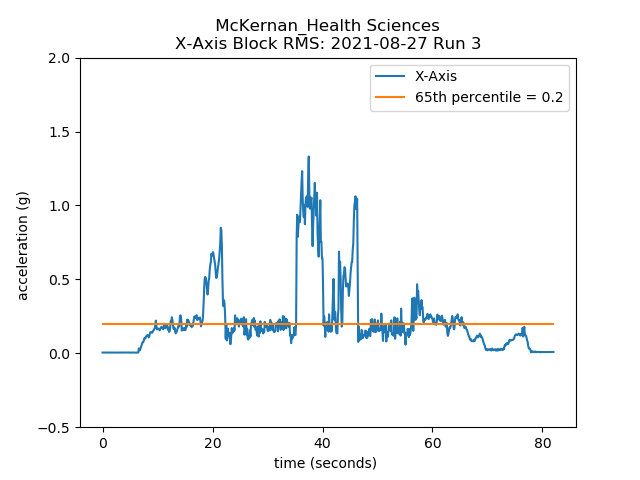 McKernan_Health Sciences
X-Axis Block RMS: 2021-08-27 Run 3
X-Axis
65th percentile = 0.2
2.0
1.5
1.0
0.5
0.0
−0.5
acceleration (g)
0 20 40 60 80
time (seconds)